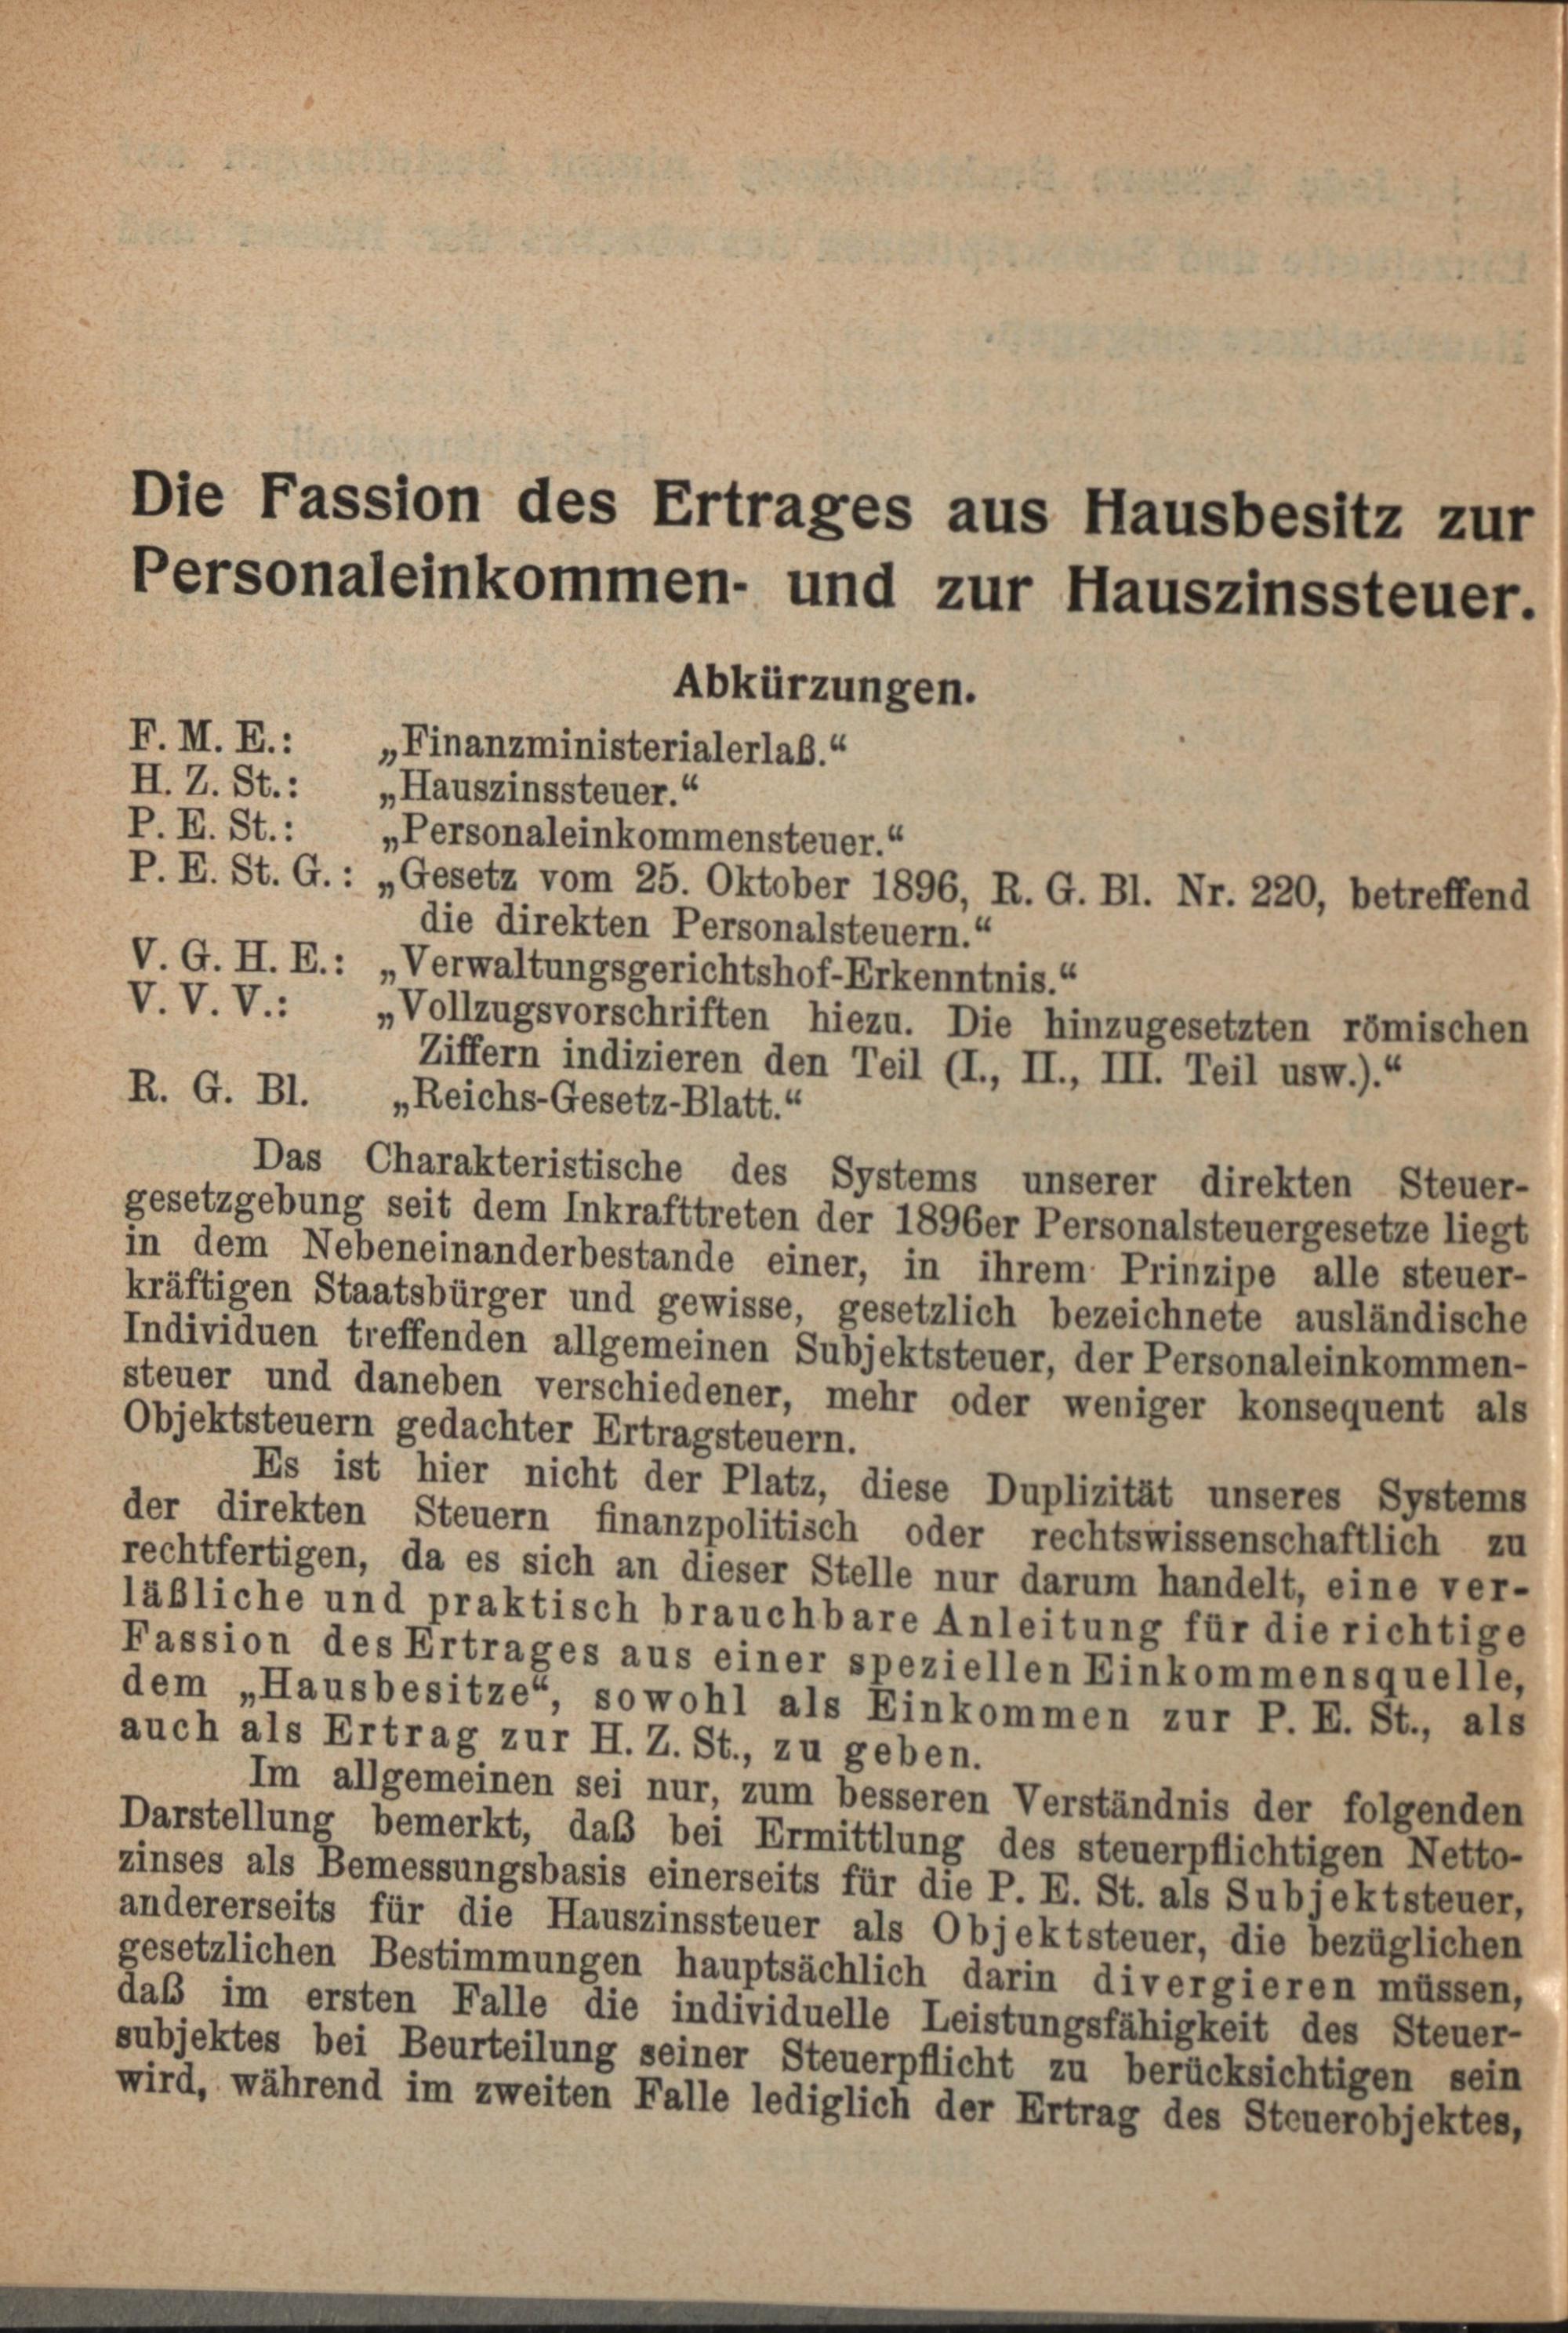 Die Fassion des Ertrages aus Hausbesitz zur
Personaleinkommen- und zur Hauszinssteuer.
Abkürzungen.
F. M. E.: „Finanzministerialerlaß.“
H. Z. St.: „Hauszinssteuer.“
P. E. St.: „Personaleinkommensteuer.“
P. E. St. G.: „Gesetz vom 25. Oktober 1896, R. G. Bl. Nr. 220, betreffend
die direkten Personalsteuern.“
V. G. H. E.: „Verwaltungsgerichtshof-Erkenntnis.“
V. V. V.: „Vollzugsvorschriften hiezu. Die hinzugesetzten römischen
Ziffern indizieren den Teil (I., II., III. Teil usw.).“
R. G. Bl. „Reichs-Gesetz-Blatt.“
Das Charakteristische des Systems unserer direkten Steuer-
gesetzgebung seit dem Inkrafttreten der 1896er Personalsteuergesetze liegt
in dem Nebeneinanderbestande einer, in ihrem Prinzipe alle steuer-
kräftigen Staatsbürger und gewisse, gesetzlich bezeichnete ausländische
Individuen treffenden allgemeinen Subjektsteuer, der Personaleinkommen-
steuer und daneben verschiedener, mehr oder weniger konsequent als
Objektsteuern gedachter Ertragsteuern.
Es ist hier nicht der Platz, diese Duplizität unseres Systems
der direkten Steuern finanzpolitisch oder rechtswissenschaftlich zu
rechtfertigen, da es sich an dieser Stelle nur darum handelt, eine ver-
läßliche und praktisch brauchbare Anleitung für die richtige
Fassion des Ertrages aus einer speziellen Einkommensquelle,
dem „Hausbesitze“, sowohl als Einkommen zur P. E. St., als
auch als Ertrag zur H. Z. St., zu geben.
Im allgemeinen sei nur, zum besseren Verständnis der folgenden
Darstellung bemerkt, daß bei Ermittlung des steuerpflichtigen Netto-
zinses als Bemessungsbasis einerseits für die P. E. St. als Subjektsteuer,
andererseits für die Hauszinssteuer als Objektsteuer, die bezüglichen
gesetzlichen Bestimmungen hauptsächlich darin divergieren müssen,
daß im ersten Falle die individuelle Leistungsfähigkeit des Steuer-
subjektes bei Beurteilung seiner Steuerpflicht zu berücksichtigen sein
wird, während im zweiten Falle lediglich der Ertrag des Steuerobjektes,